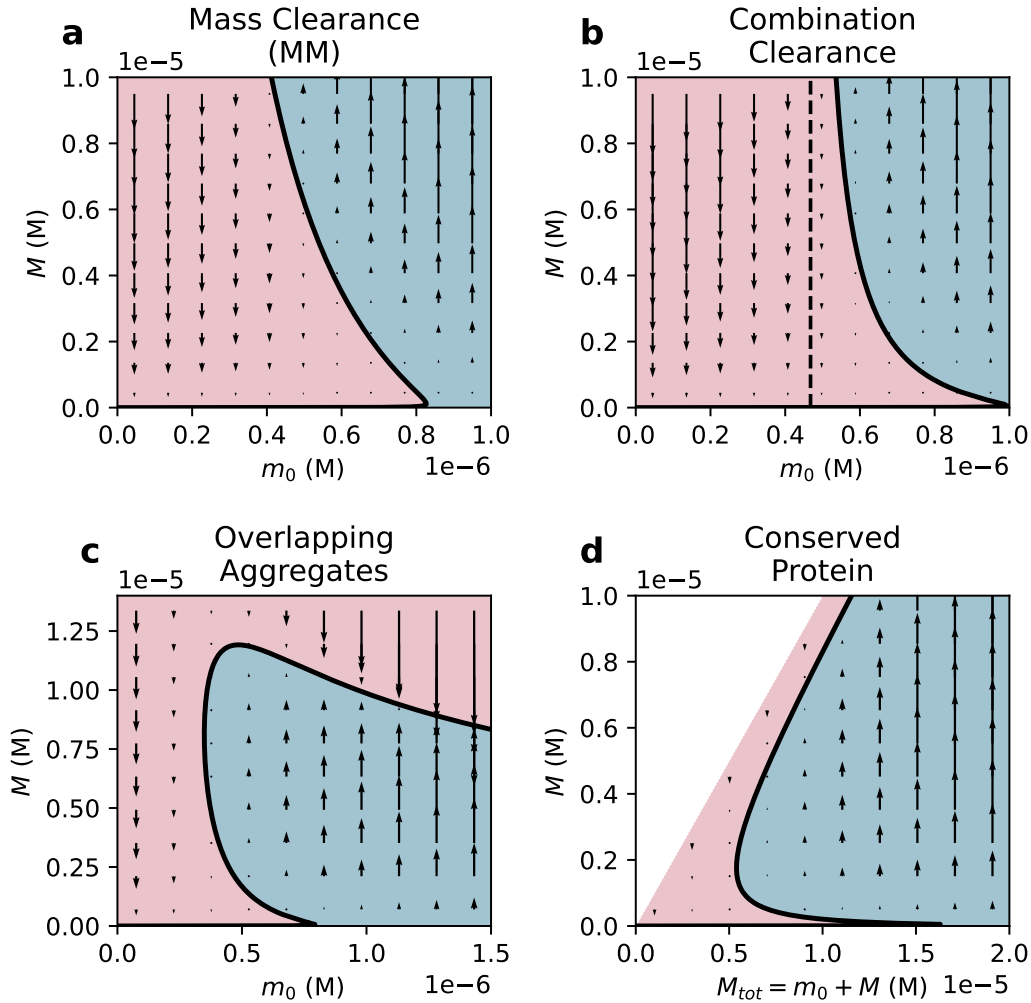 a
Mass Clearance
(MM)
1e−5
1.0
0.8
0.6
0.4
0.2
0.0
M (M)
0.0 0.2 0.4 0.6 0.8 1.0
m₀ (M)
1e−6
b
Combination
Clearance
1e−5
1.0
0.8
0.6
0.4
0.2
0.0
M (M)
0.0 0.2 0.4 0.6 0.8 1.0
m₀ (M)
1e−6
c
Overlapping
Aggregates
1e−5
1.25
1.00
0.75
0.50
0.25
0.00
M (M)
0.0 0.5 1.0 1.5
m₀ (M)
1e−6
d
Conserved
Protein
1e−5
1.0
0.8
0.6
0.4
0.2
0.0
M (M)
0.0 0.5 1.0 1.5 2.0
M_tot = m₀ + M (M)
1e−5